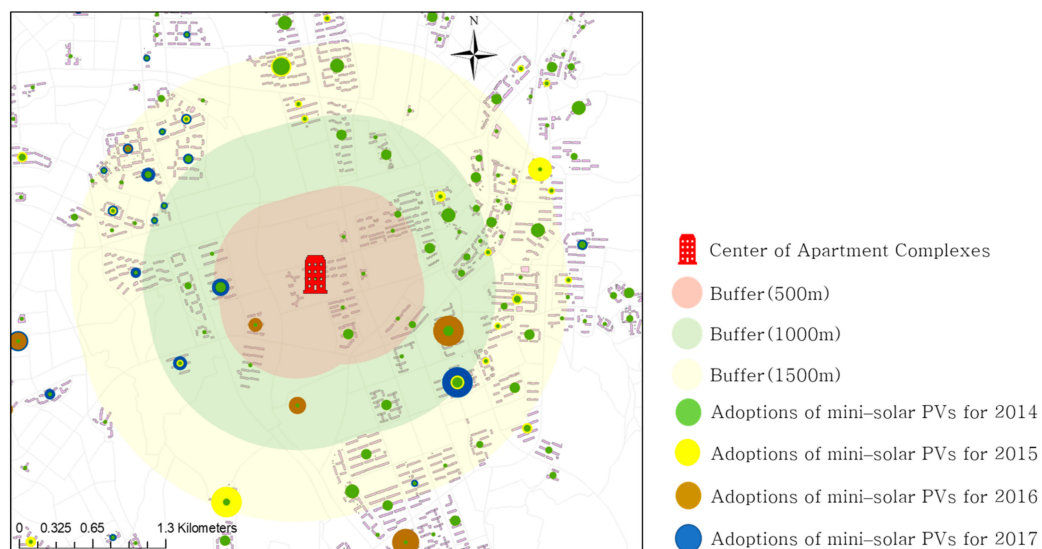 N
0 0.325 0.65 1.3 Kilometers
Center of Apartment Complexes
Buffer(500m)
Buffer(1000m)
Buffer(1500m)
Adoptions of mini–solar PVs for 2014
Adoptions of mini–solar PVs for 2015
Adoptions of mini–solar PVs for 2016
Adoptions of mini–solar PVs for 2017